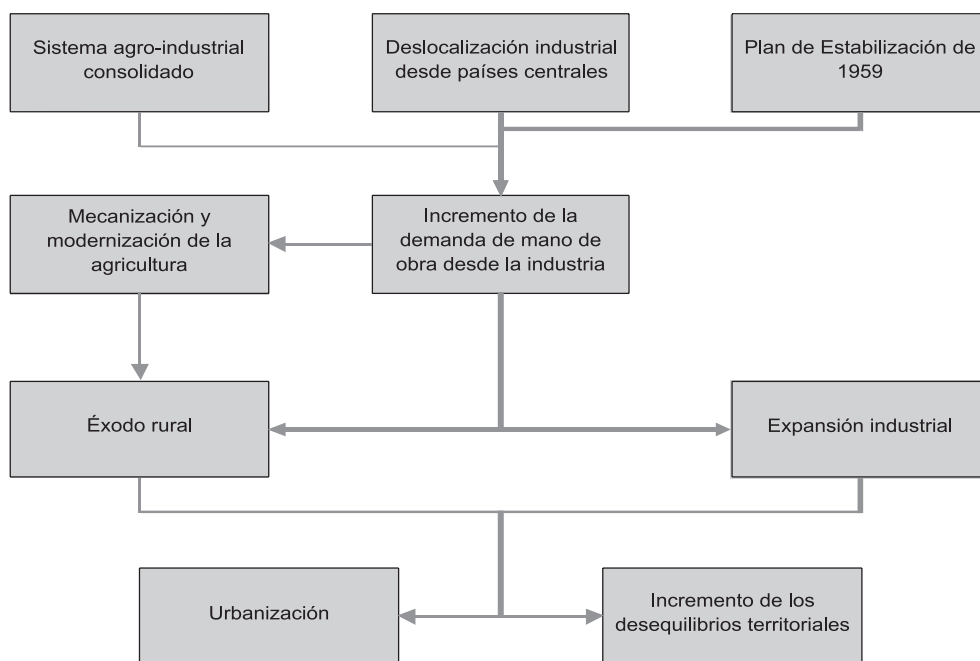 Sistema agro-industrial
consolidado
Deslocalización industrial
desde países centrales
Plan de Estabilización de
1959
Mecanización y
modernización de la
agricultura
Incremento de la
demanda de mano de
obra desde la industria
Éxodo rural
Expansión industrial
Urbanización
Incremento de los
desequilibrios territoriales